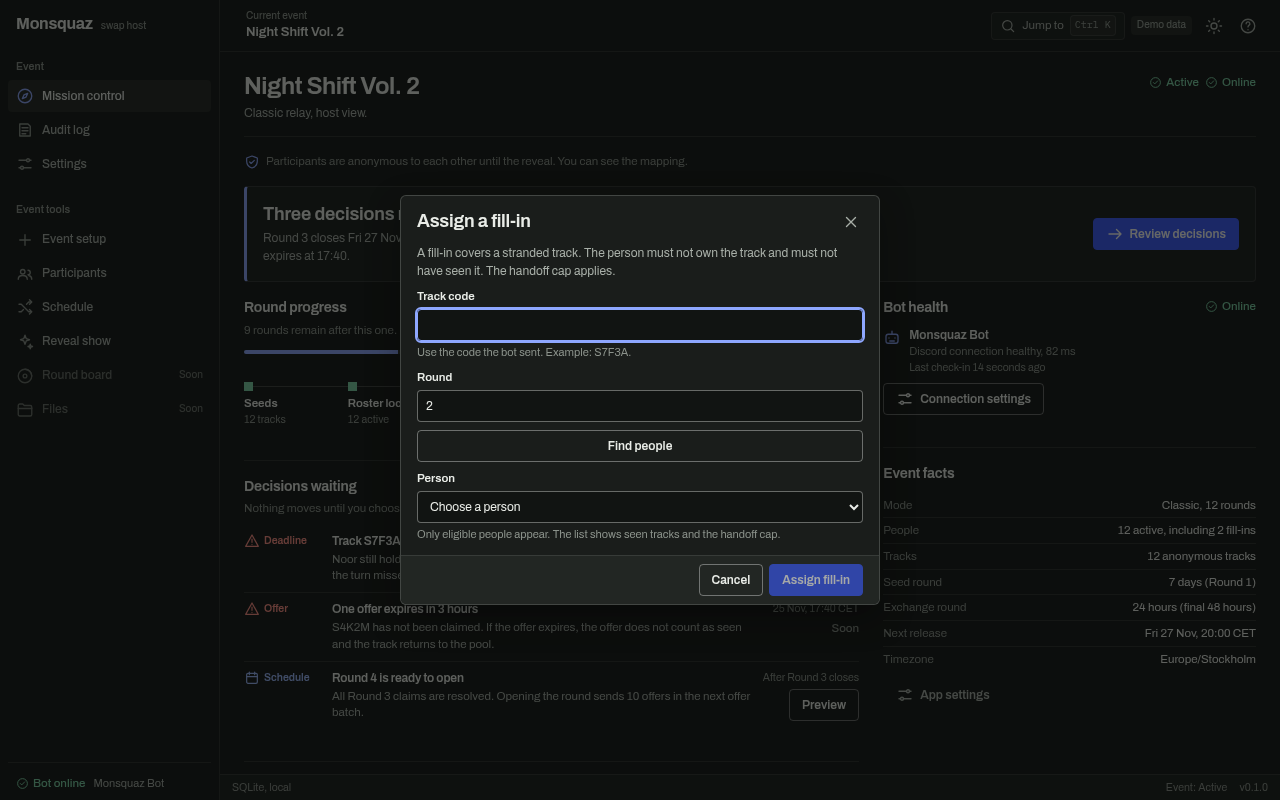 Monsquaz swap host
Event
Mission control
Audit log
Settings
Event tools
Event setup
Participants
Schedule
Reveal show
Round board Soon
Files Soon
Bot online Monsquaz Bot
Current event
Night Shift Vol. 2
Jump to Ctrl K
Demo data
Night Shift Vol. 2
Classic relay, host view.
Active Online
Participants are anonymous to each other until the reveal. You can see the mapping.
Three decisions
Round 3 closes Fri 27 Nov
expires at 17:40.
Review decisions
Round progress
9 rounds remain after this one.
Seeds
12 tracks
Roster loc
12 active
Decisions waiting
Nothing moves until you choos
Deadline
Track S7F3A
Noor still hold
the turn miss
Offer
One offer expires in 3 hours
25 Nov, 17:40 CET
S4K2M has not been claimed. If the offer expires, the offer does not count as seen
and the track returns to the pool.
Soon
Schedule
Round 4 is ready to open
After Round 3 closes
All Round 3 claims are resolved. Opening the round sends 10 offers in the next offer
batch.
Preview
Assign a fill-in
A fill-in covers a stranded track. The person must not own the track and must not
have seen it. The handoff cap applies.
Track code
Use the code the bot sent. Example: S7F3A.
Round
2
Find people
Person
Choose a person
Only eligible people appear. The list shows seen tracks and the handoff cap.
Cancel
Assign fill-in
Bot health
Online
Monsquaz Bot
Discord connection healthy, 82 ms
Last check-in 14 seconds ago
Connection settings
Event facts
Mode Classic, 12 rounds
People 12 active, including 2 fill-ins
Tracks 12 anonymous tracks
Seed round 7 days (Round 1)
Exchange round 24 hours (final 48 hours)
Next release Fri 27 Nov, 20:00 CET
Timezone Europe/Stockholm
App settings
SQLite, local
Event: Active v0.1.0